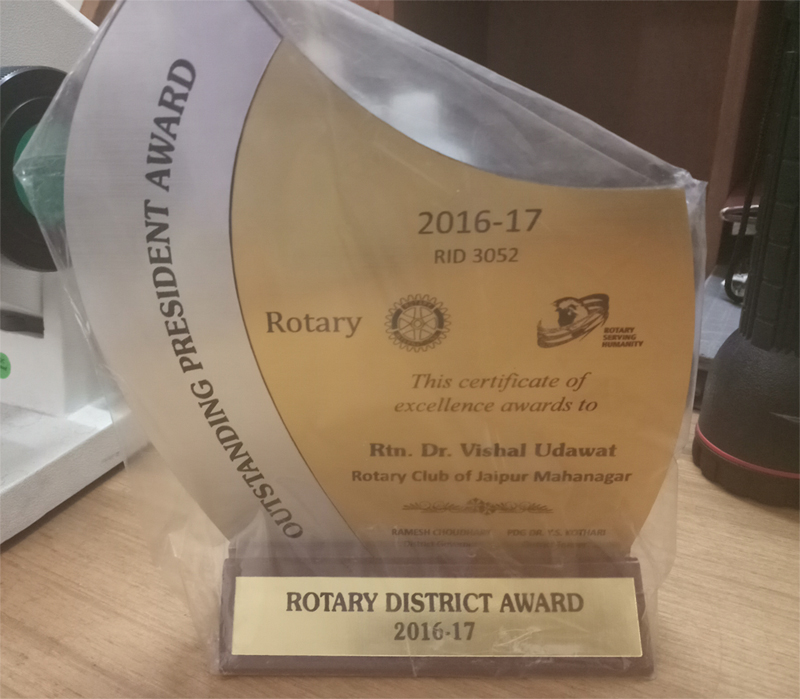 OUTSTANDING PRESIDENT AWARD
2016-17
RID 3052
Rotary
ROTARY
SERVING
HUMANITY
This certificate of
excellence awards to
Rtn. Dr. Vishal Udawat
Rotary Club of Jaipur Mahanagar
RAMESH CHOUDHARY PDG DR. Y.S. KOTHARI
ROTARY DISTRICT AWARD
2016-17